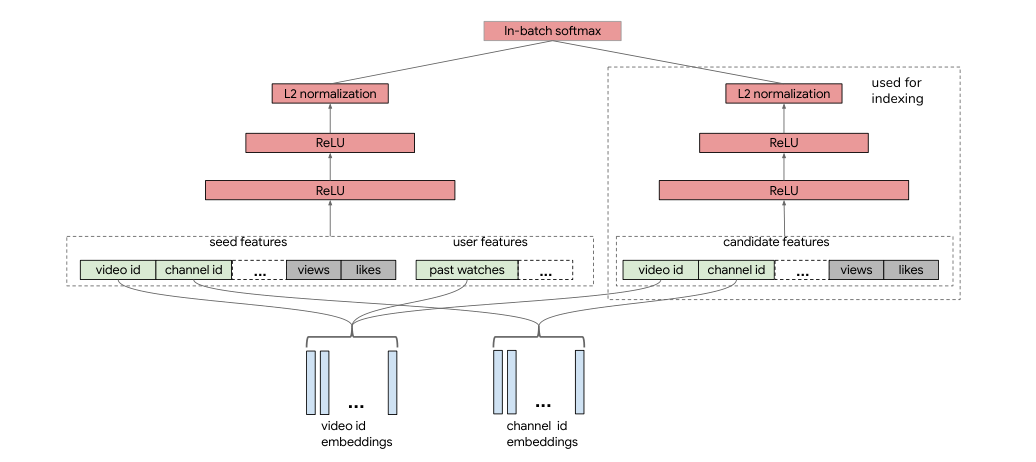 In-batch softmax
L2 normalization
L2 normalization
used for
indexing
ReLU
ReLU
ReLU
ReLU
seed features
user features
candidate features
video id channel id ... views likes
past watches ...
video id channel id ... views likes
...
...
video id
embeddings
channel id
embeddings